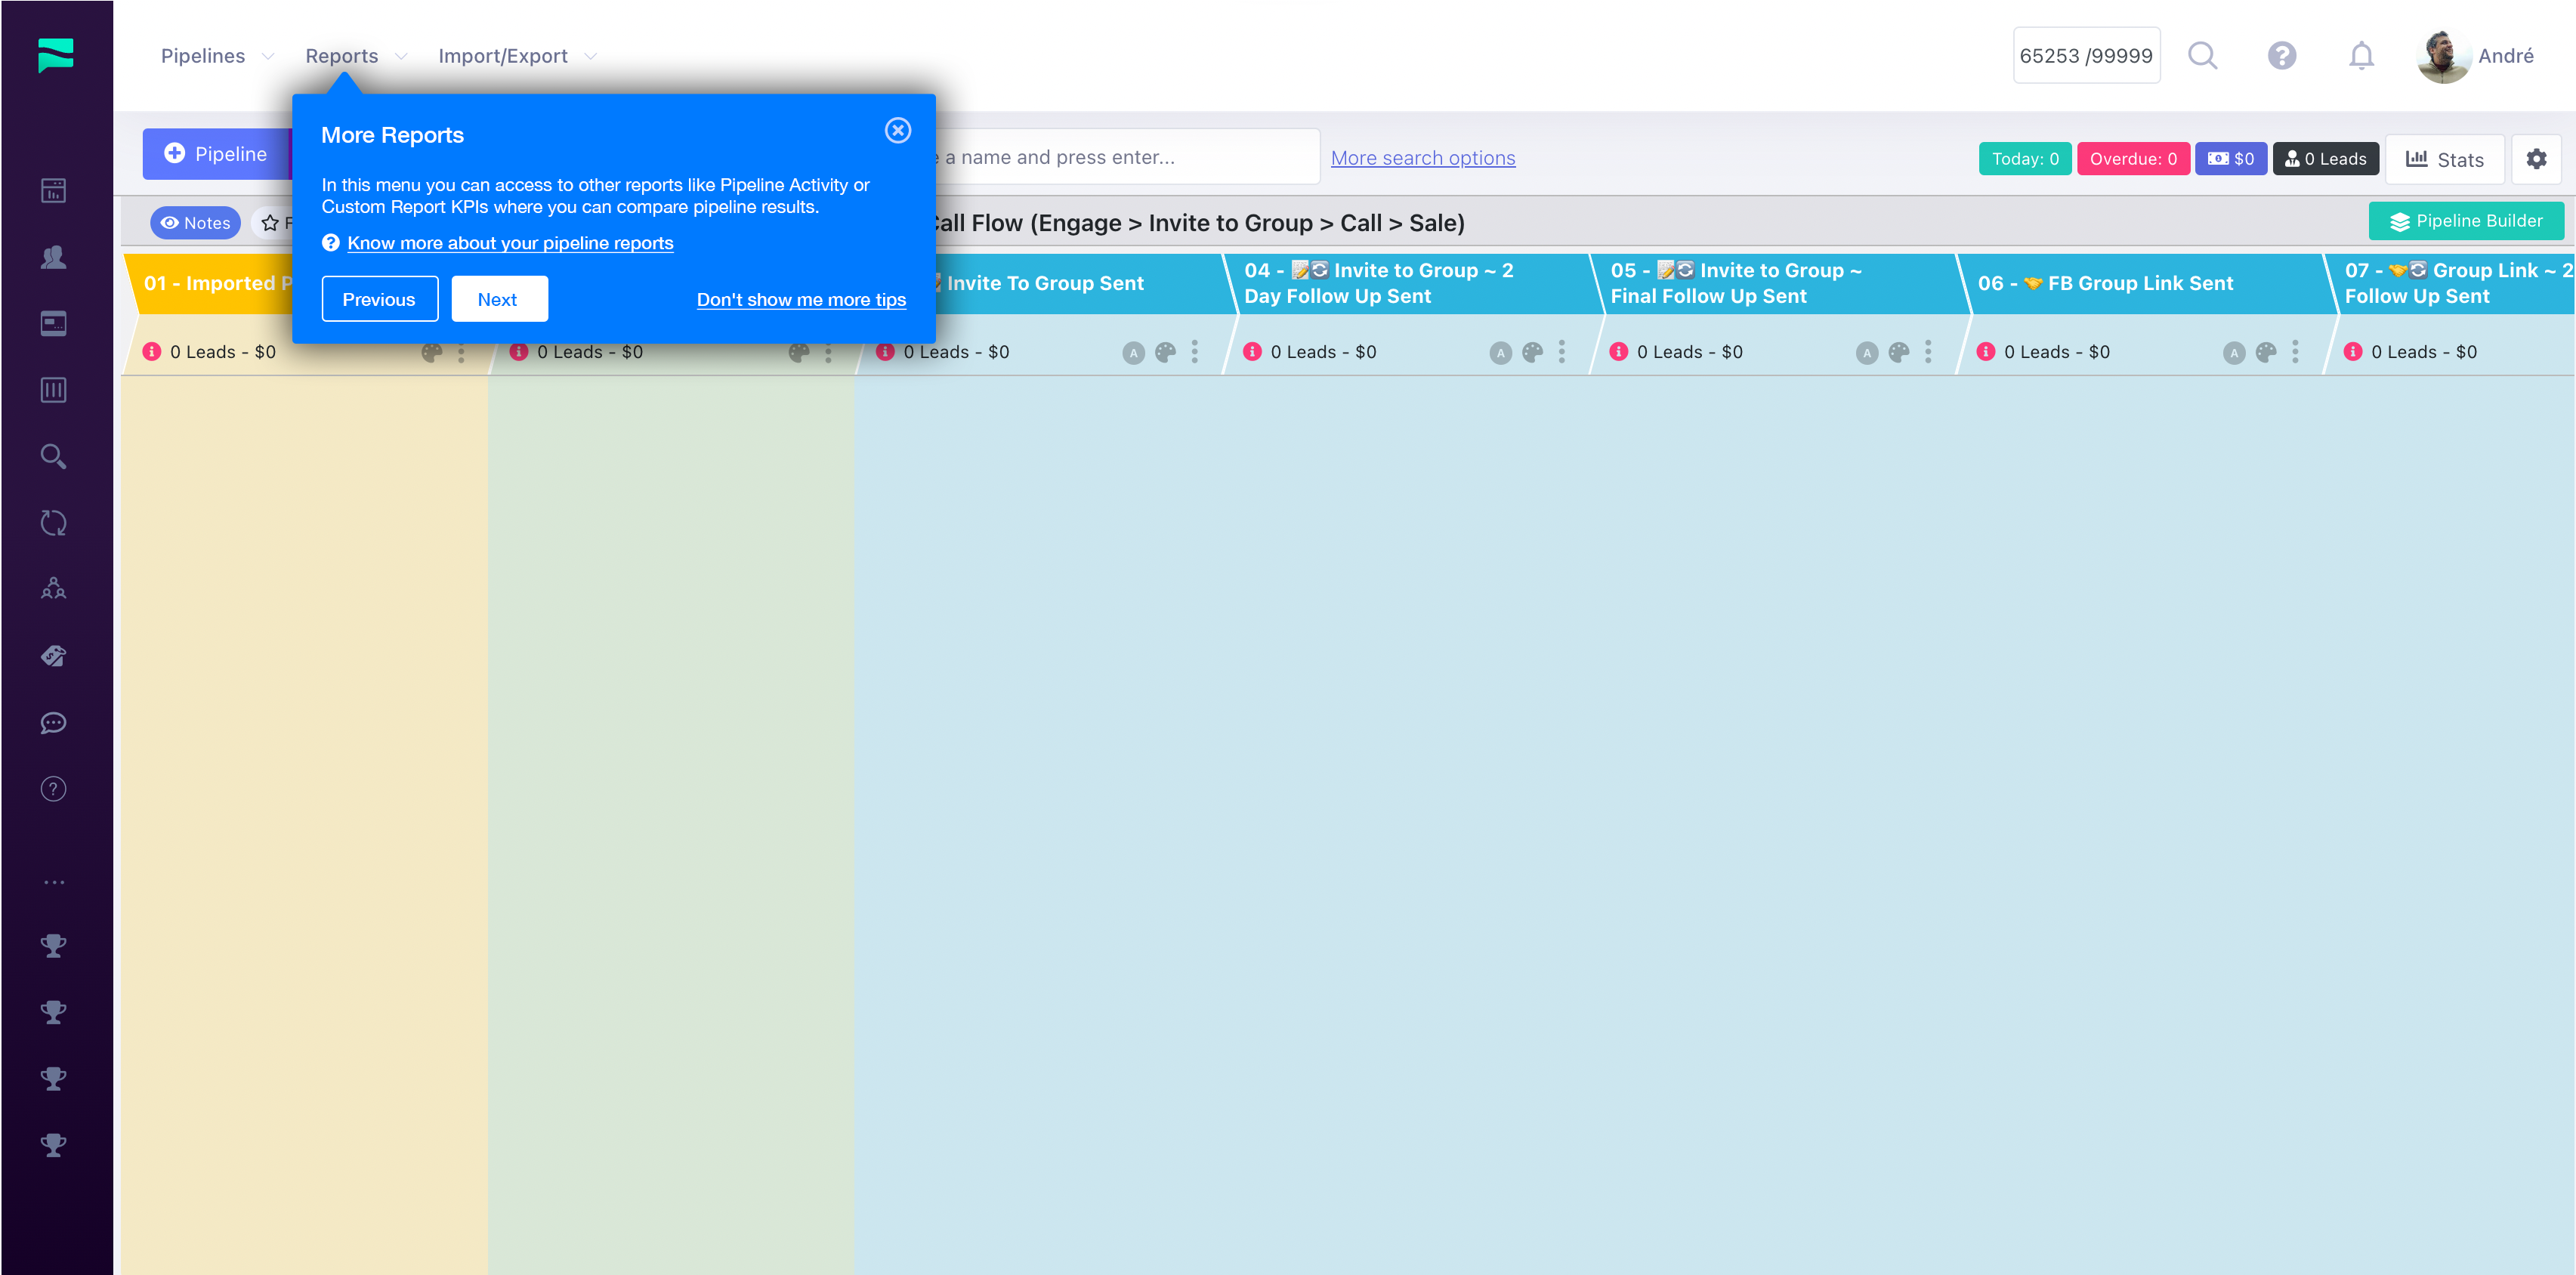 Pipelines Reports Import/Export 65253 /99999 André
More Reports
In this menu you can access to other reports like Pipeline Activity or
Custom Report KPIs where you can compare pipeline results.
Know more about your pipeline reports
Previous Next Don't show me more tips
Pipeline a name and press enter... More search options Today: 0 Overdue: 0 $0 0 Leads Stats
Notes Call Flow (Engage > Invite to Group > Call > Sale) Pipeline Builder
01 - Imported
Invite To Group Sent
04 - 📝🔄 Invite to Group ~ 2
Day Follow Up Sent
05 - 📝🔄 Invite to Group ~
Final Follow Up Sent
06 - 🤝 FB Group Link Sent
07 - 🤝🔄 Group Link ~ 2
Follow Up Sent
0 Leads - $0
0 Leads - $0
0 Leads - $0 A
0 Leads - $0 A
0 Leads - $0 A
0 Leads - $0 A
0 Leads - $0